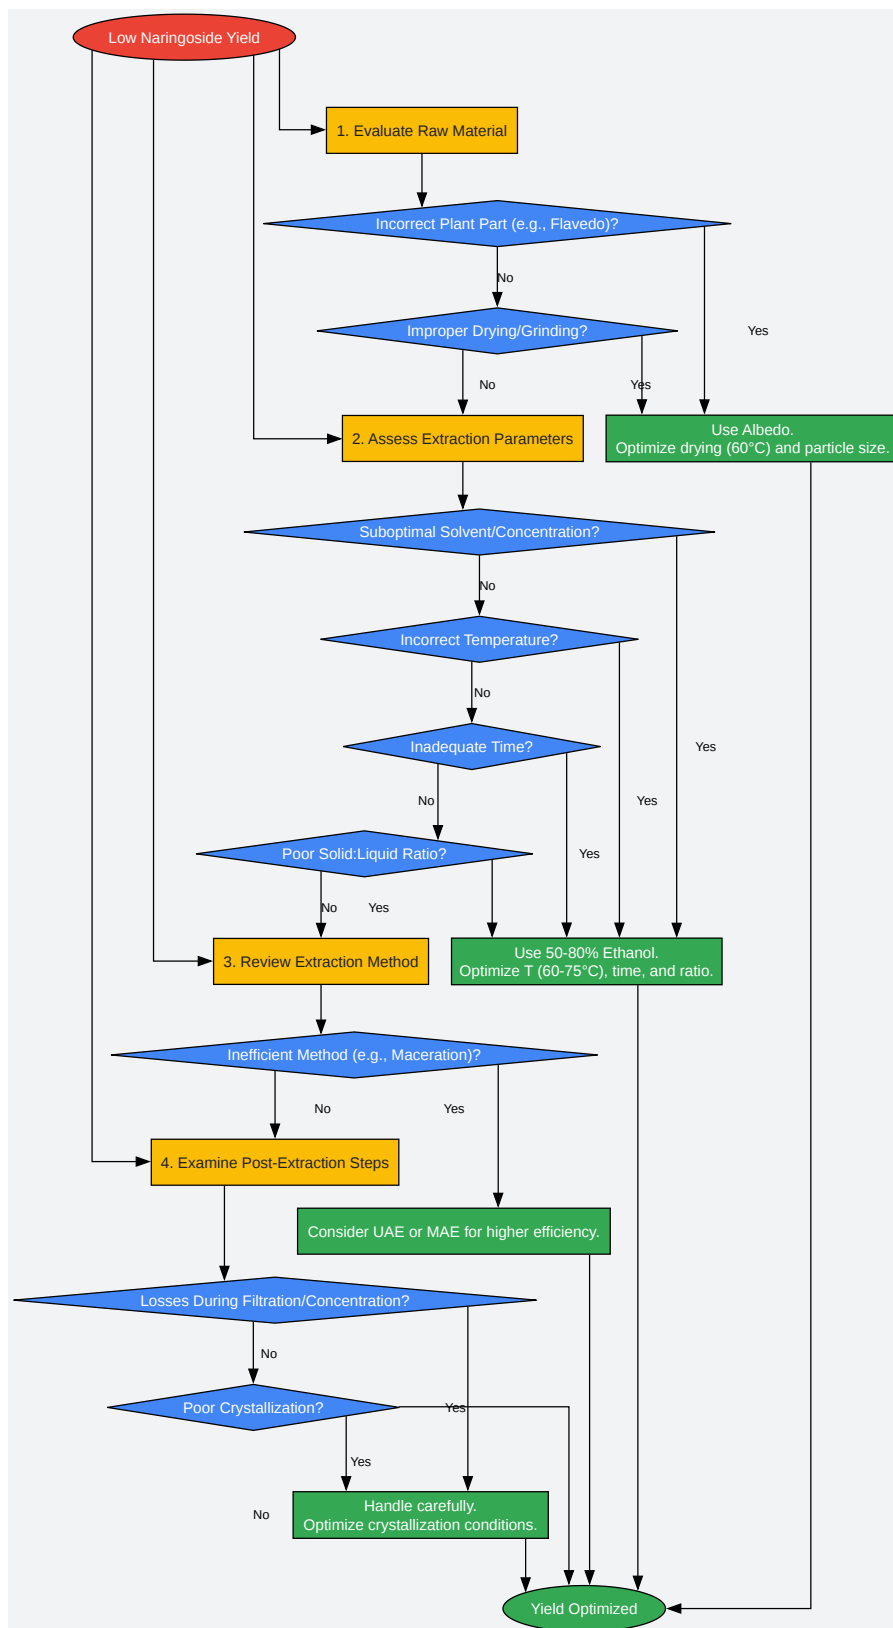 Low Naringoside Yield
1. Evaluate Raw Material
Incorrect Plant Part (e.g., Flavedo)?
No
Improper Drying/Grinding?
Yes
No
Yes
Use Albedo.
Optimize drying (60°C) and particle size.
2. Assess Extraction Parameters
Suboptimal Solvent/Concentration?
No
Incorrect Temperature?
No
Inadequate Time?
Yes
No
Yes
Poor Solid:Liquid Ratio?
Yes
No
Yes
Use 50-80% Ethanol.
Optimize T (60-75°C), time, and ratio.
3. Review Extraction Method
Inefficient Method (e.g., Maceration)?
No
Yes
4. Examine Post-Extraction Steps
Consider UAE or MAE for higher efficiency.
Losses During Filtration/Concentration?
No
Poor Crystallization?
Yes
Yes
No
Handle carefully.
Optimize crystallization conditions.
Yield Optimized